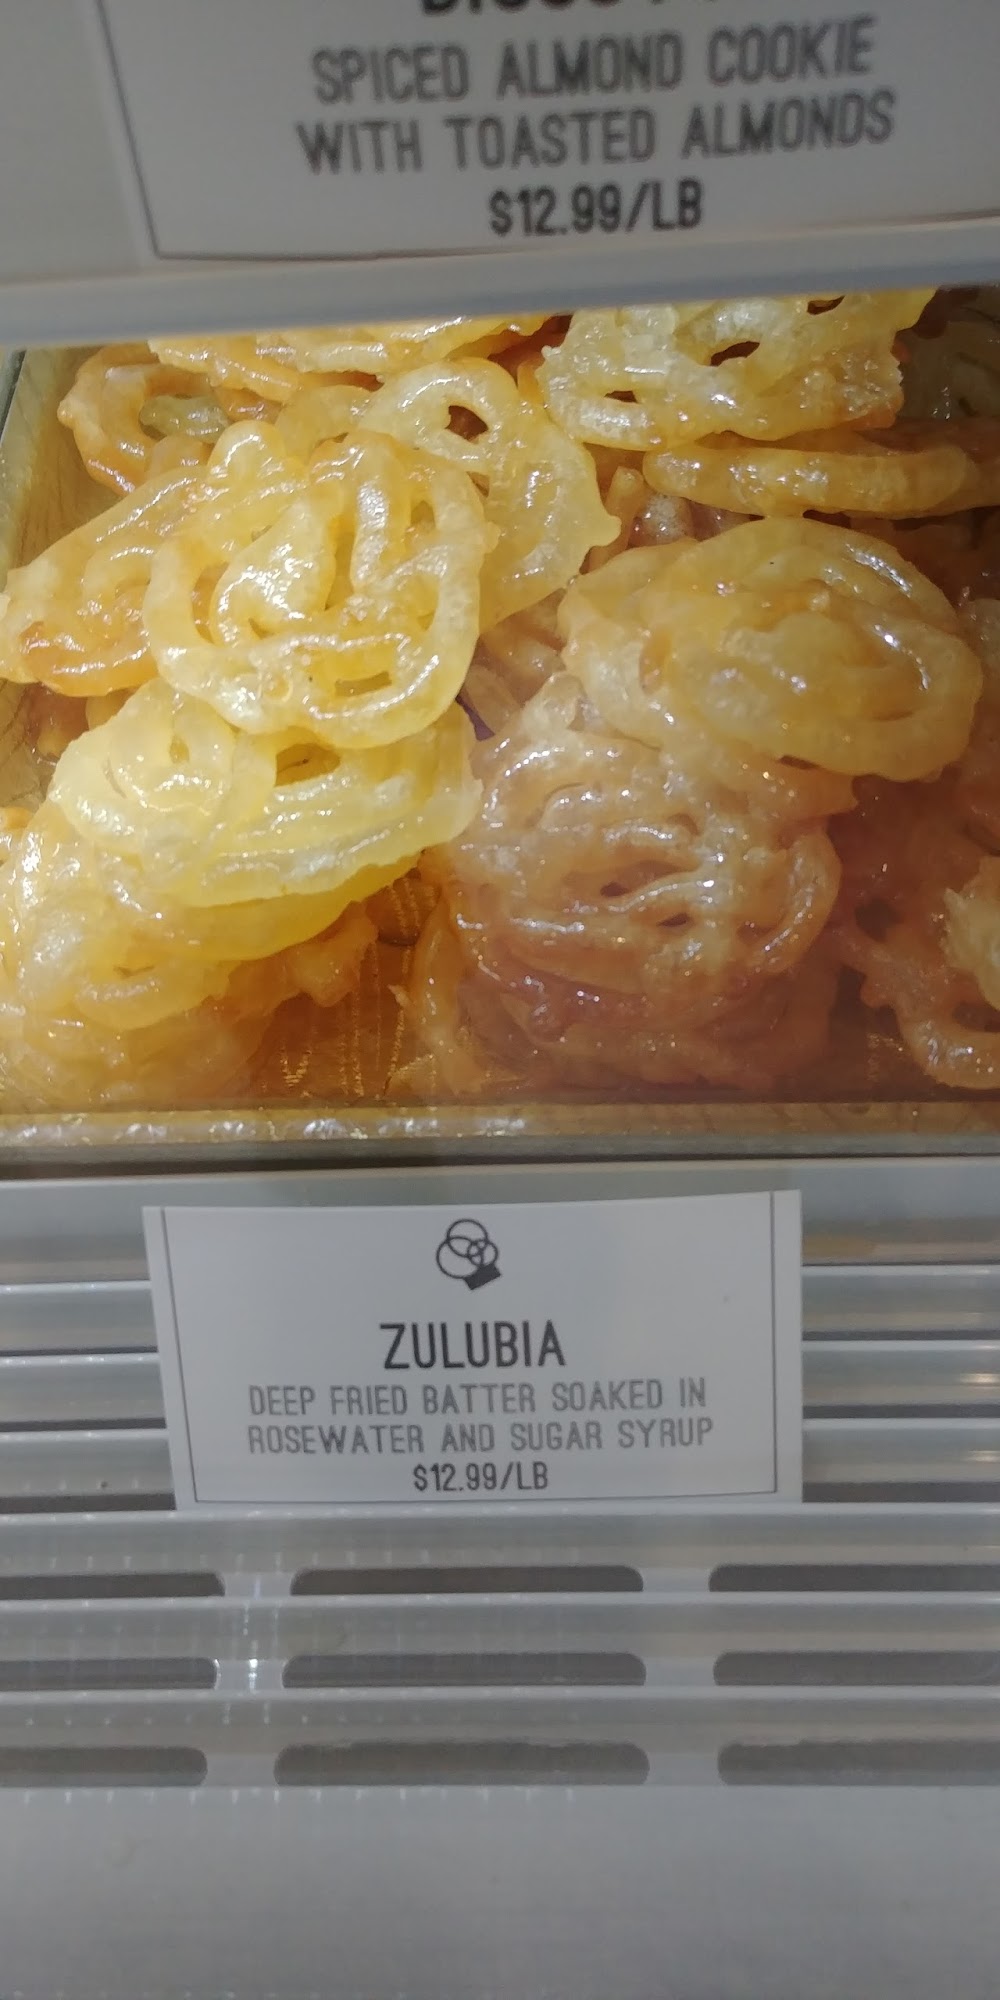 SPICED ALMOND COOKIE
WITH TOASTED ALMONDS
$12.99/LB
ZULUBIA
DEEP FRIED BATTER SOAKED IN
ROSEWATER AND SUGAR SYRUP
$12.99/LB